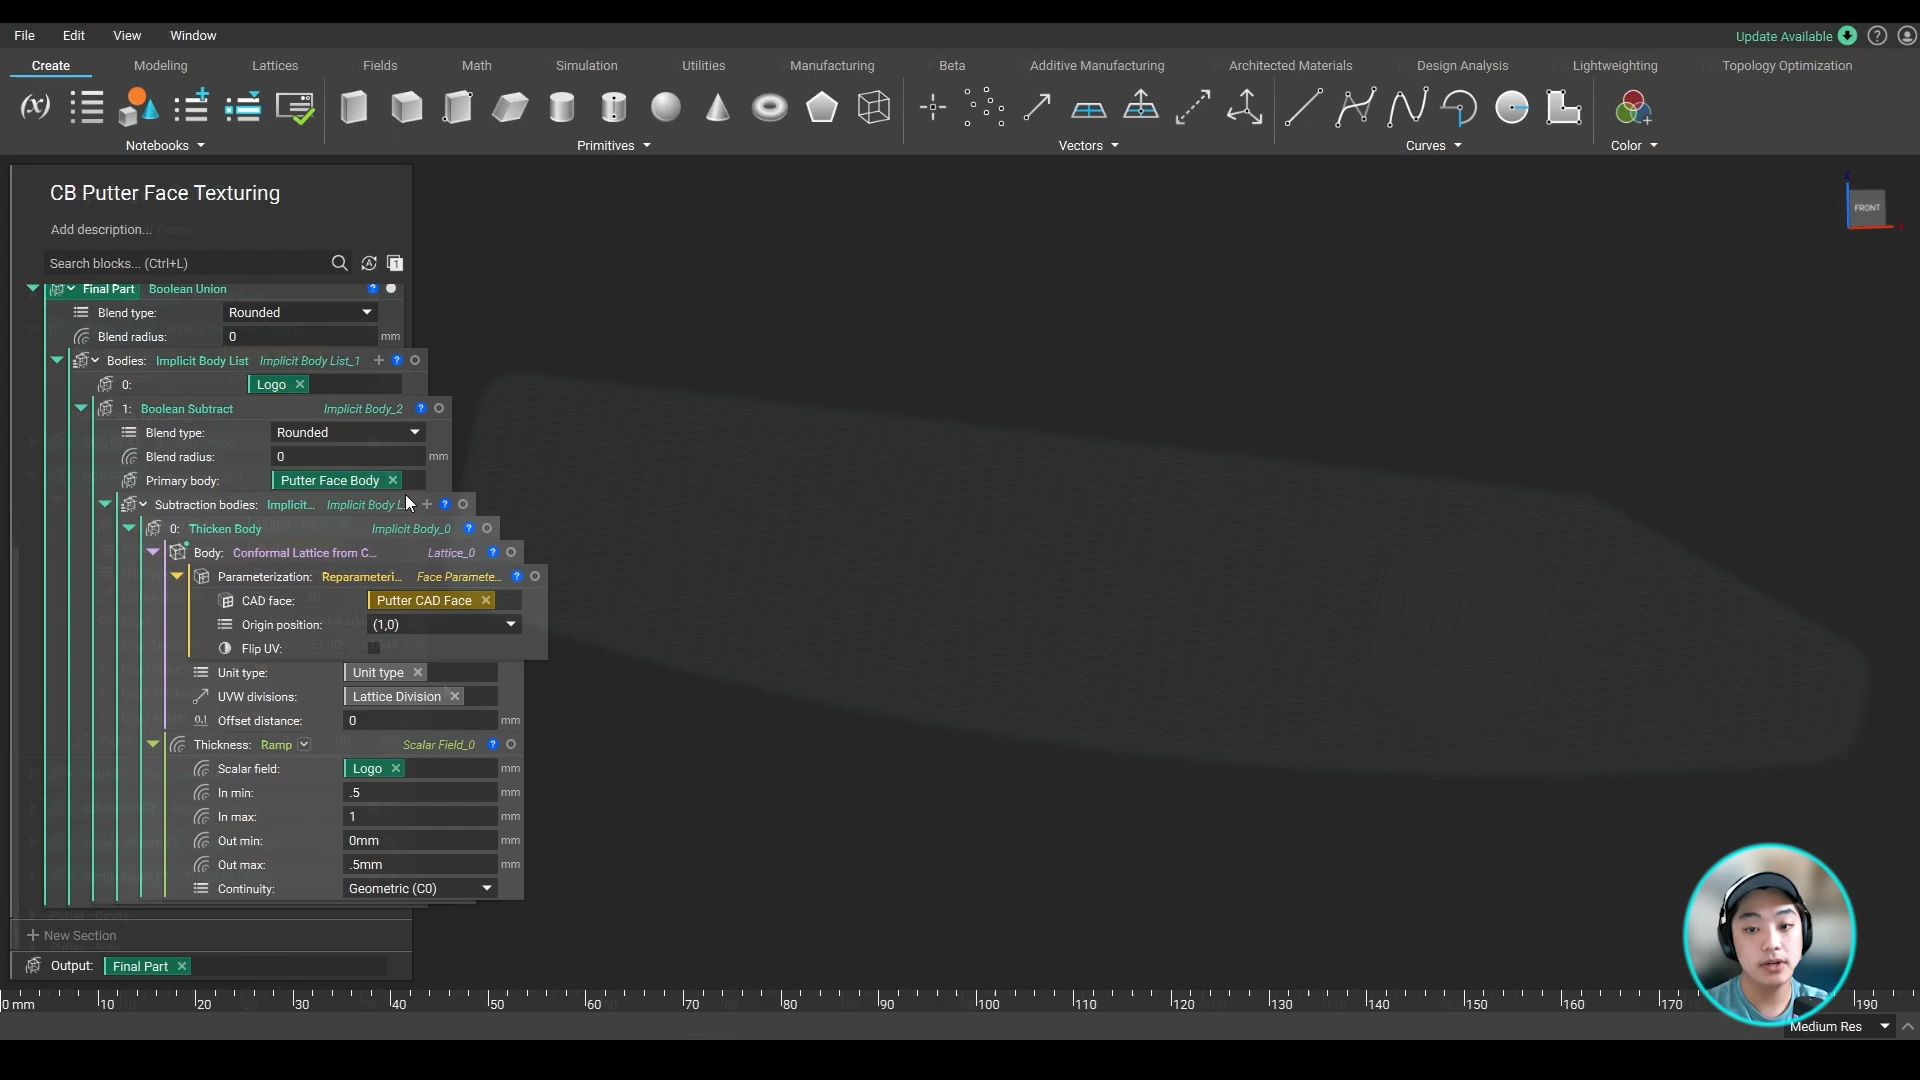 File Edit View Window Update Available
Create Modeling Lattices Fields Math Simulation Utilities Manufacturing Beta Additive Manufacturing Architected Materials Design Analysis Lightweighting Topology Optimization
(x)
Notebooks Primitives Vectors Curves Color
CB Putter Face Texturing
Add description...
Search blocks... (Ctrl+L)
Final Part Boolean Union
Blend type: Rounded
Blend radius: 0 mm
Bodies: Implicit Body List Implicit Body List_1
0: Logo
1: Boolean Subtract Implicit Body_2
Blend type: Rounded
Blend radius: 0 mm
Primary body: Putter Face Body
Subtraction bodies: Implicit... Implicit Body L...
0: Thicken Body Implicit Body_0
Body: Conformal Lattice from C... Lattice_0
Parameterization: Reparameteri... Face Paramete...
CAD face: Putter CAD Face
Origin position: (1,0)
Flip UV:
Unit type: Unit type
UVW divisions: Lattice Division
Offset distance: 0 mm
Thickness: Ramp Scalar Field_0
Scalar field: Logo mm
In min: .5 mm
In max: 1 mm
Out min: 0mm mm
Out max: .5mm mm
Continuity: Geometric (C0)
New Section
Output: Final Part
FRONT
0 mm 10 20 30 40 50 60 70 80 90 100 110 120 130 140 150 160 170 190
Medium Res